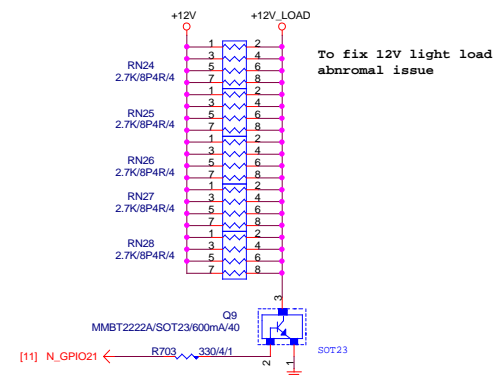 +12V +12V_LOAD
To fix 12V light load
abnromal issue
1 2
3 4
RN24
5 6
2.7K/8P4R/4
7 8
1 2
3 4
RN25
5 6
2.7K/8P4R/4
7 8
1 2
3 4
RN26
5 6
2.7K/8P4R/4
7 8
1 2
RN27
3 4
2.7K/8P4R/4
5 6
7 8
1 2
RN28
3 4
2.7K/8P4R/4
5 6
7 8
3
Q9
MMBT2222A/SOT23/600mA/40
SOT23
[11] N_GPIO21
R703 330/4/1
2 1